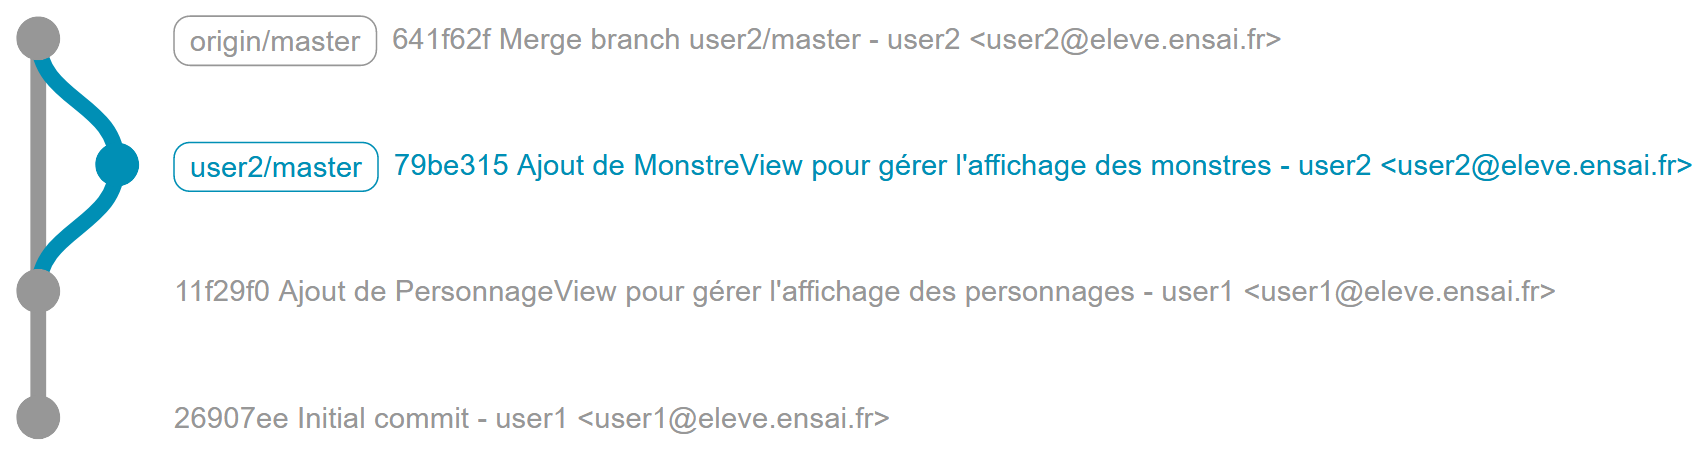 origin/master 641f62f Merge branch user2/master - user2 <user2@eleve.ensai.fr>
user2/master 79be315 Ajout de MonstreView pour gérer l'affichage des monstres - user2 <user2@eleve.ensai.fr>
11f29f0 Ajout de PersonnageView pour gérer l'affichage des personnages - user1 <user1@eleve.ensai.fr>
26907ee Initial commit - user1 <user1@eleve.ensai.fr>